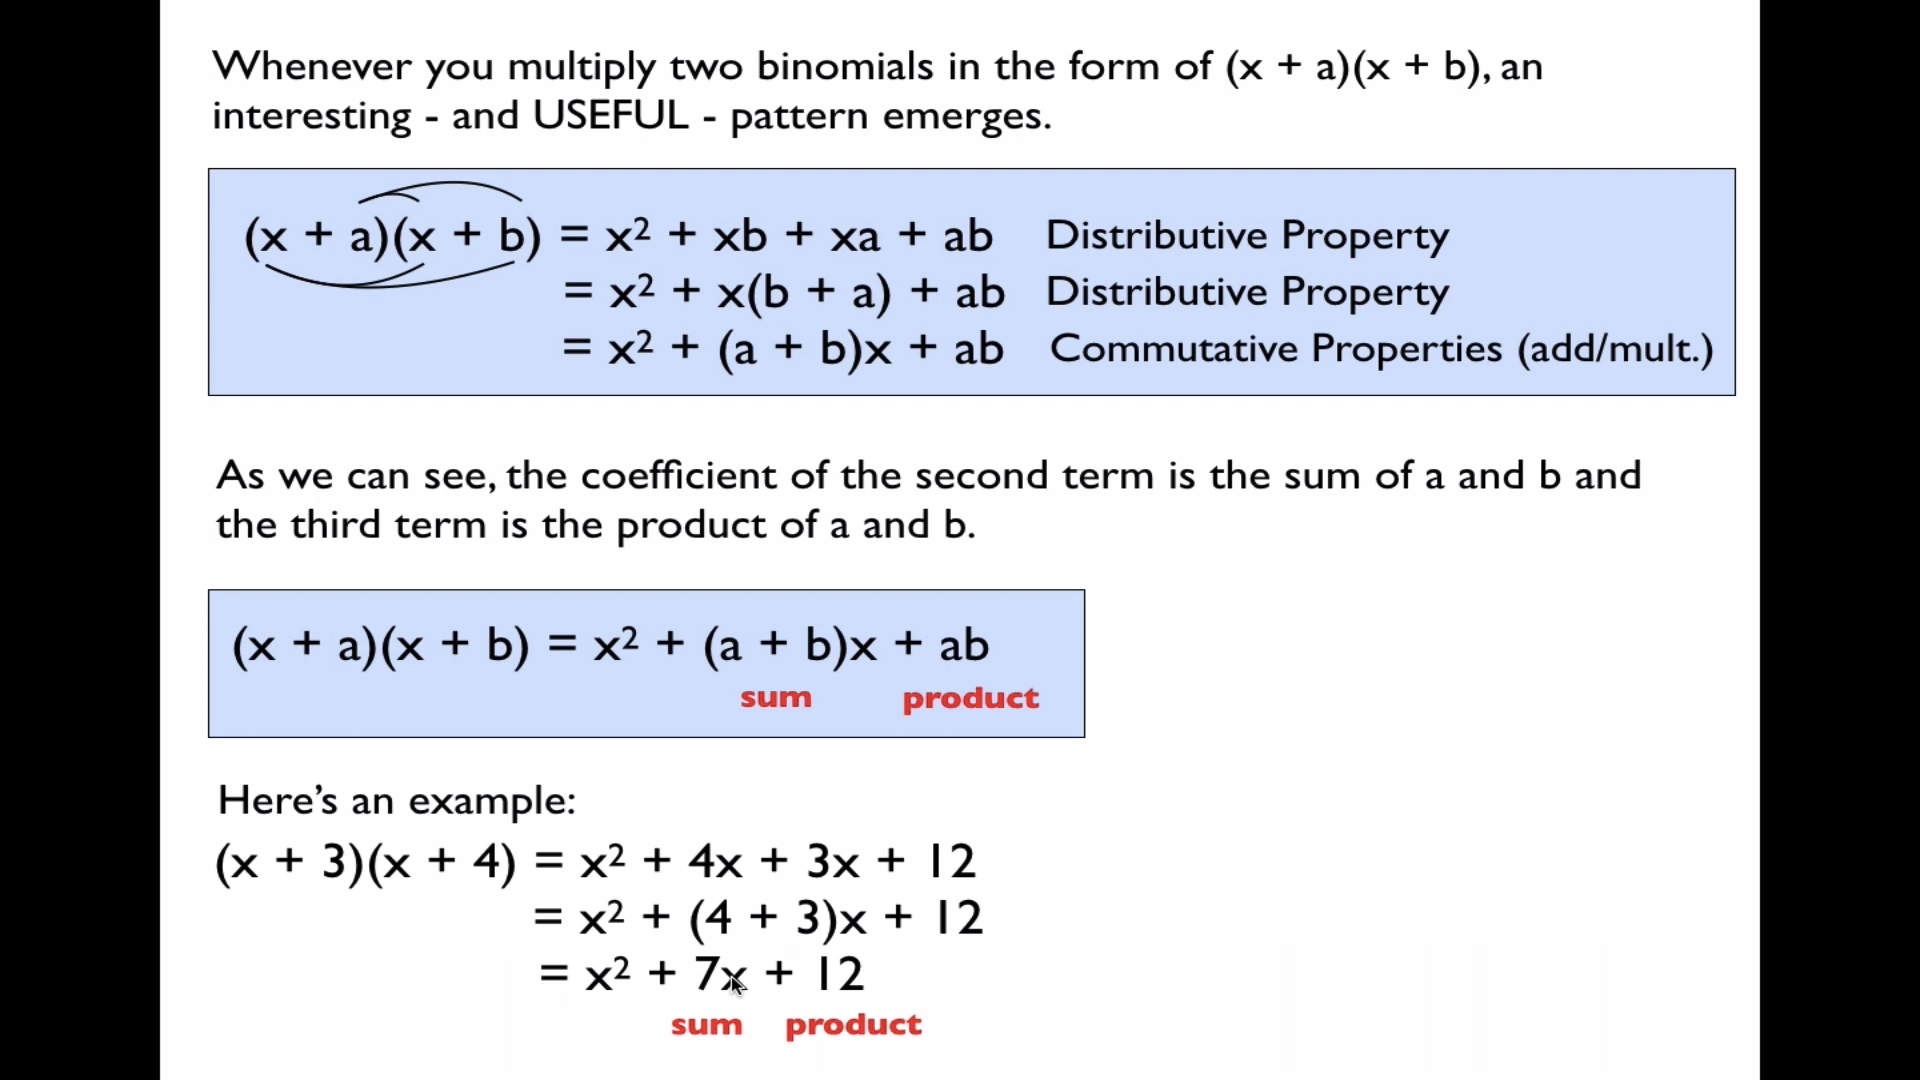 Whenever you multiply two binomials in the form of (x + a)(x + b), an
interesting - and USEFUL - pattern emerges.
(x + a)(x + b) = x² + xb + xa + ab Distributive Property
= x² + x(b + a) + ab Distributive Property
= x² + (a + b)x + ab Commutative Properties (add/mult.)
As we can see, the coefficient of the second term is the sum of a and b and
the third term is the product of a and b.
(x + a)(x + b) = x² + (a + b)x + ab
sum product
Here’s an example:
(x + 3)(x + 4) = x² + 4x + 3x + 12
= x² + (4 + 3)x + 12
= x² + 7x + 12
sum product